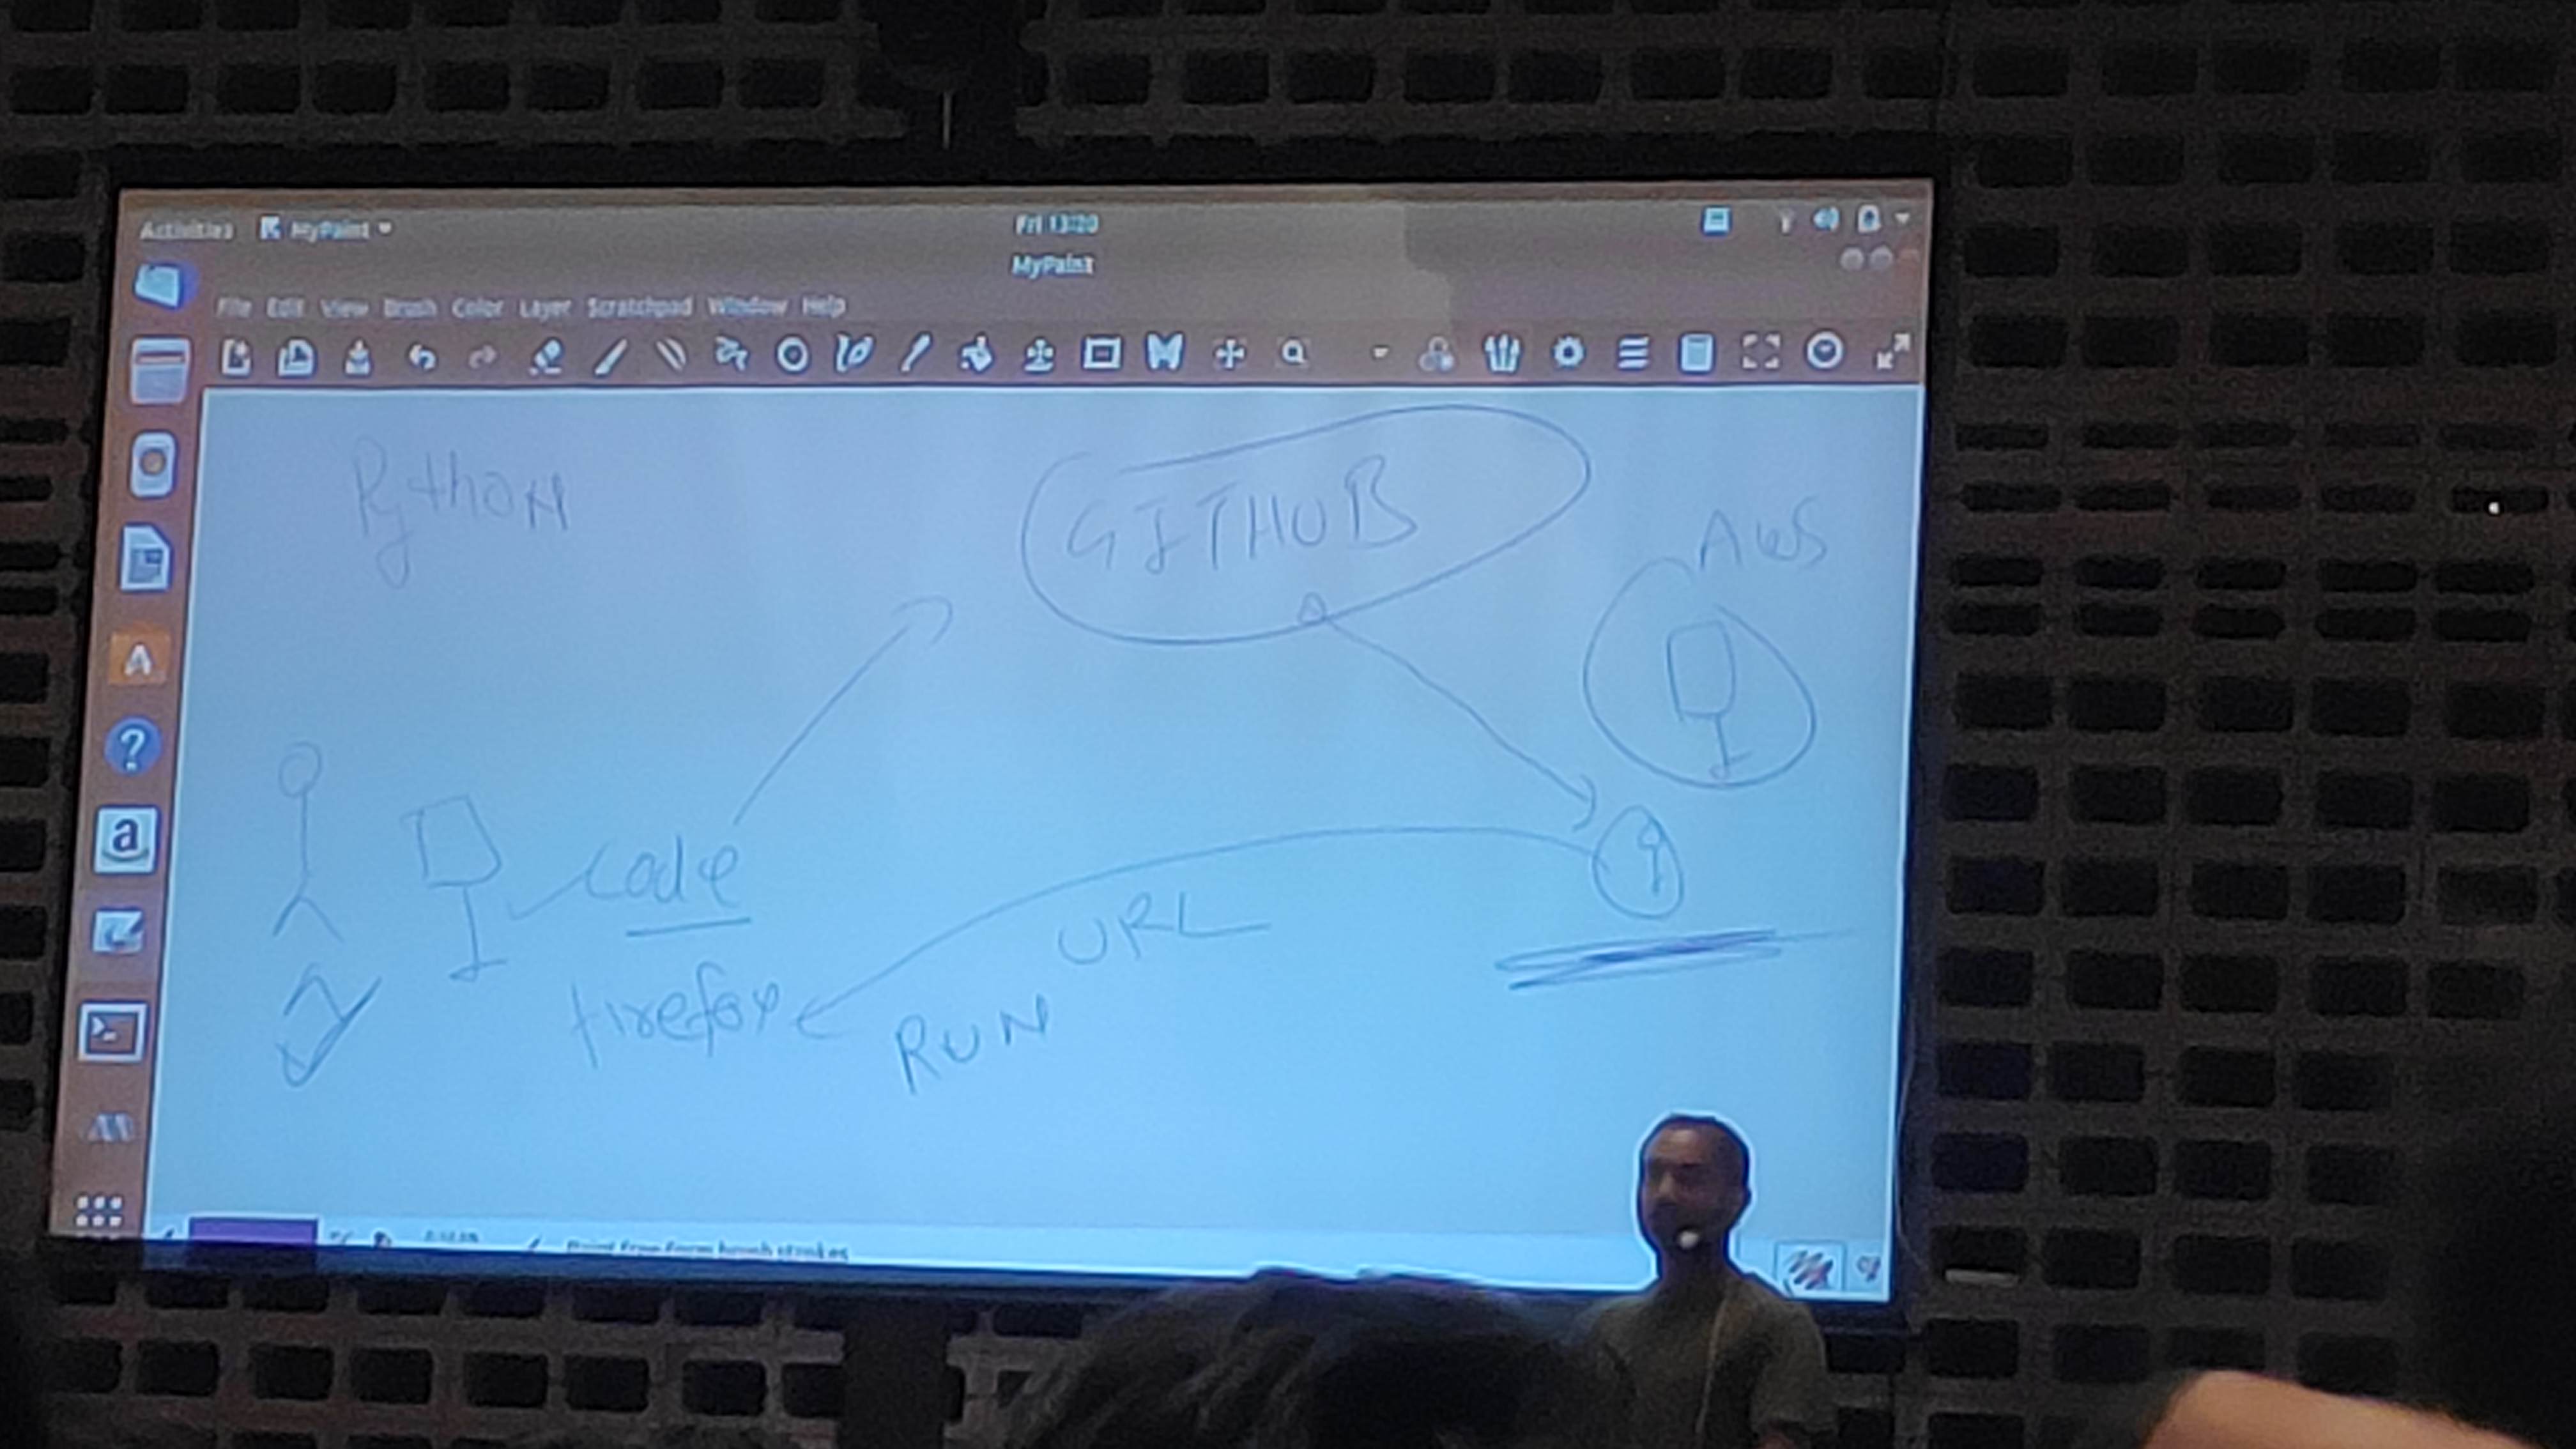 Activities MyPaint
Fri 13:20
MyPaint
File Edit View Brush Color Layer Scratchpad Window Help
Python
GITHUB
AWS
code
URL
firefox
RUN
A
?
a
Paint free-form brush strokes